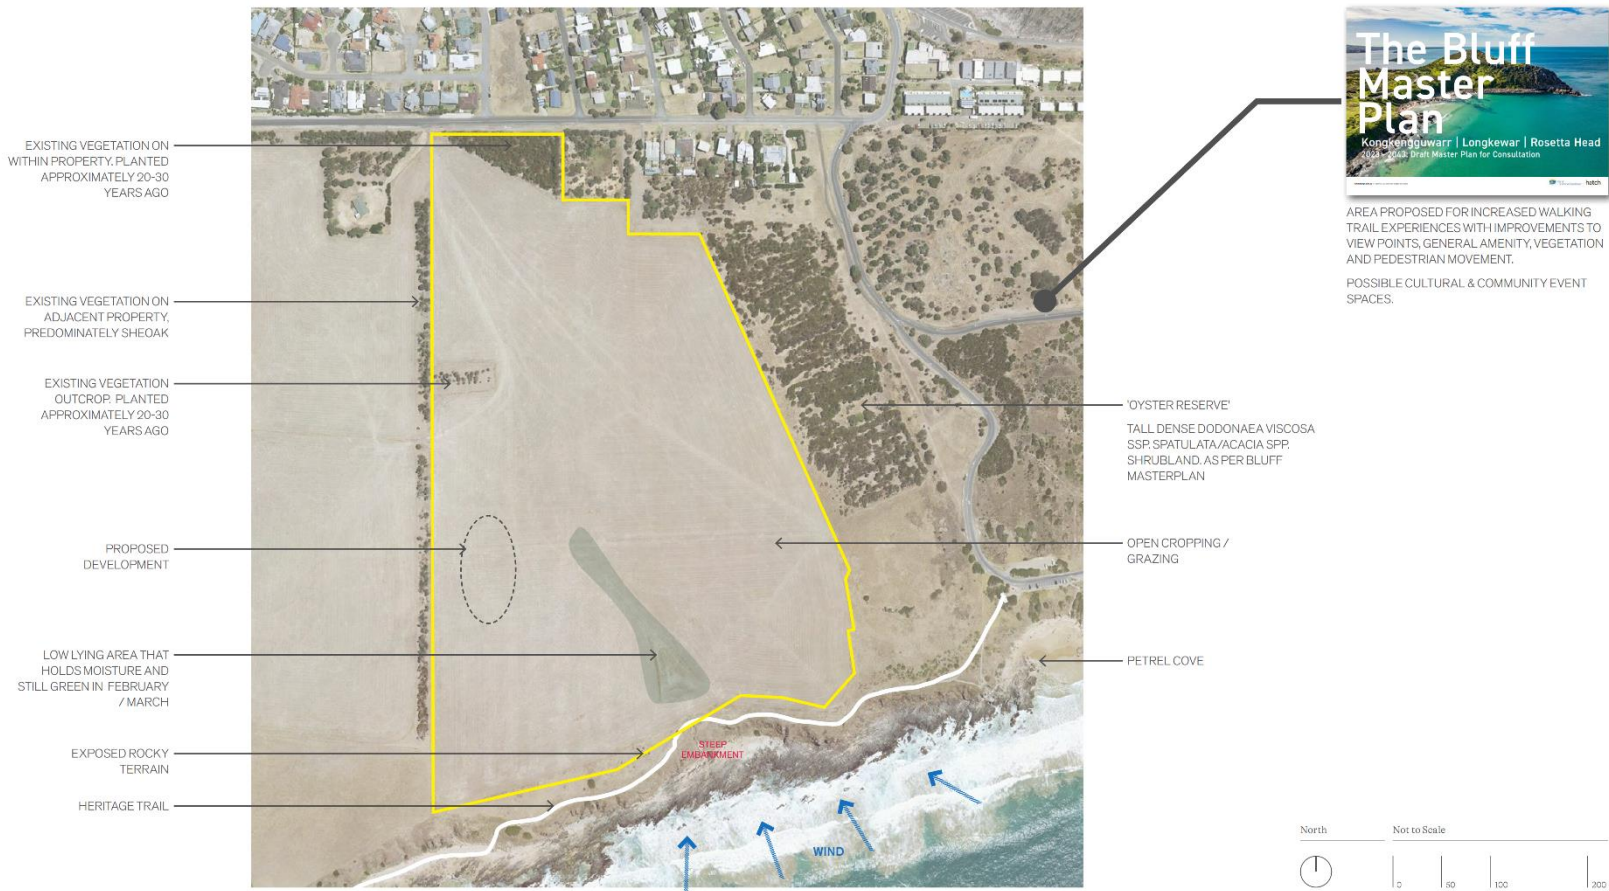 EXISTING VEGETATION ON
WITHIN PROPERTY. PLANTED
APPROXIMATELY 20-30
YEARS AGO
EXISTING VEGETATION ON
ADJACENT PROPERTY,
PREDOMINATELY SHEOAK
EXISTING VEGETATION
OUTCROP. PLANTED
APPROXIMATELY 20-30
YEARS AGO
PROPOSED
DEVELOPMENT
LOW LYING AREA THAT
HOLDS MOISTURE AND
STILL GREEN IN FEBRUARY
/ MARCH
EXPOSED ROCKY
TERRAIN
HERITAGE TRAIL
STEEP
EMBANKMENT
WIND
The Bluff
Master
Plan
Kongkengguwarr | Longkewar | Rosetta Head
2023 - 2043: Draft Master Plan for Consultation
hatch
AREA PROPOSED FOR INCREASED WALKING
TRAIL EXPERIENCES WITH IMPROVEMENTS TO
VIEW POINTS, GENERAL AMENITY, VEGETATION
AND PEDESTRIAN MOVEMENT.
POSSIBLE CULTURAL & COMMUNITY EVENT
SPACES.
'OYSTER RESERVE'
TALL DENSE DODONAEA VISCOSA
SSP. SPATULATA/ACACIA SPP.
SHRUBLAND. AS PER BLUFF
MASTERPLAN
OPEN CROPPING /
GRAZING
PETREL COVE
North
Not to Scale
0 50 100 200